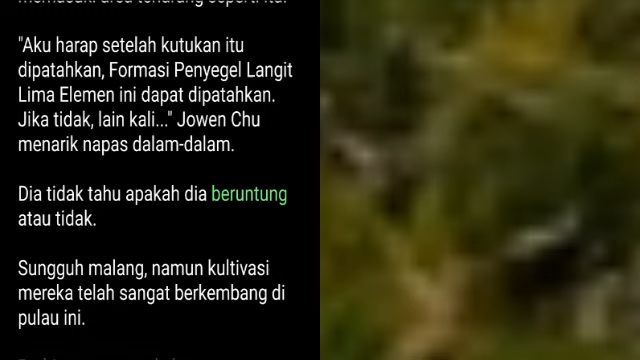 "Aku harap setelah kutukan itu
dipatahkan, Formasi Penyegel Langit
Lima Elemen ini dapat dipatahkan.
Jika tidak, lain kali..." Jowen Chu
menarik napas dalam-dalam.
Dia tidak tahu apakah dia beruntung
atau tidak.
Sungguh malang, namun kultivasi
mereka telah sangat berkembang di
pulau ini.